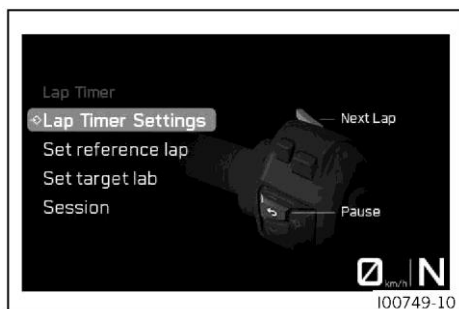 Lap Timer
Lap Timer Settings
Next Lap
Set reference lap
Set target lab
Session
Pause
0 km/h N
I00749-10